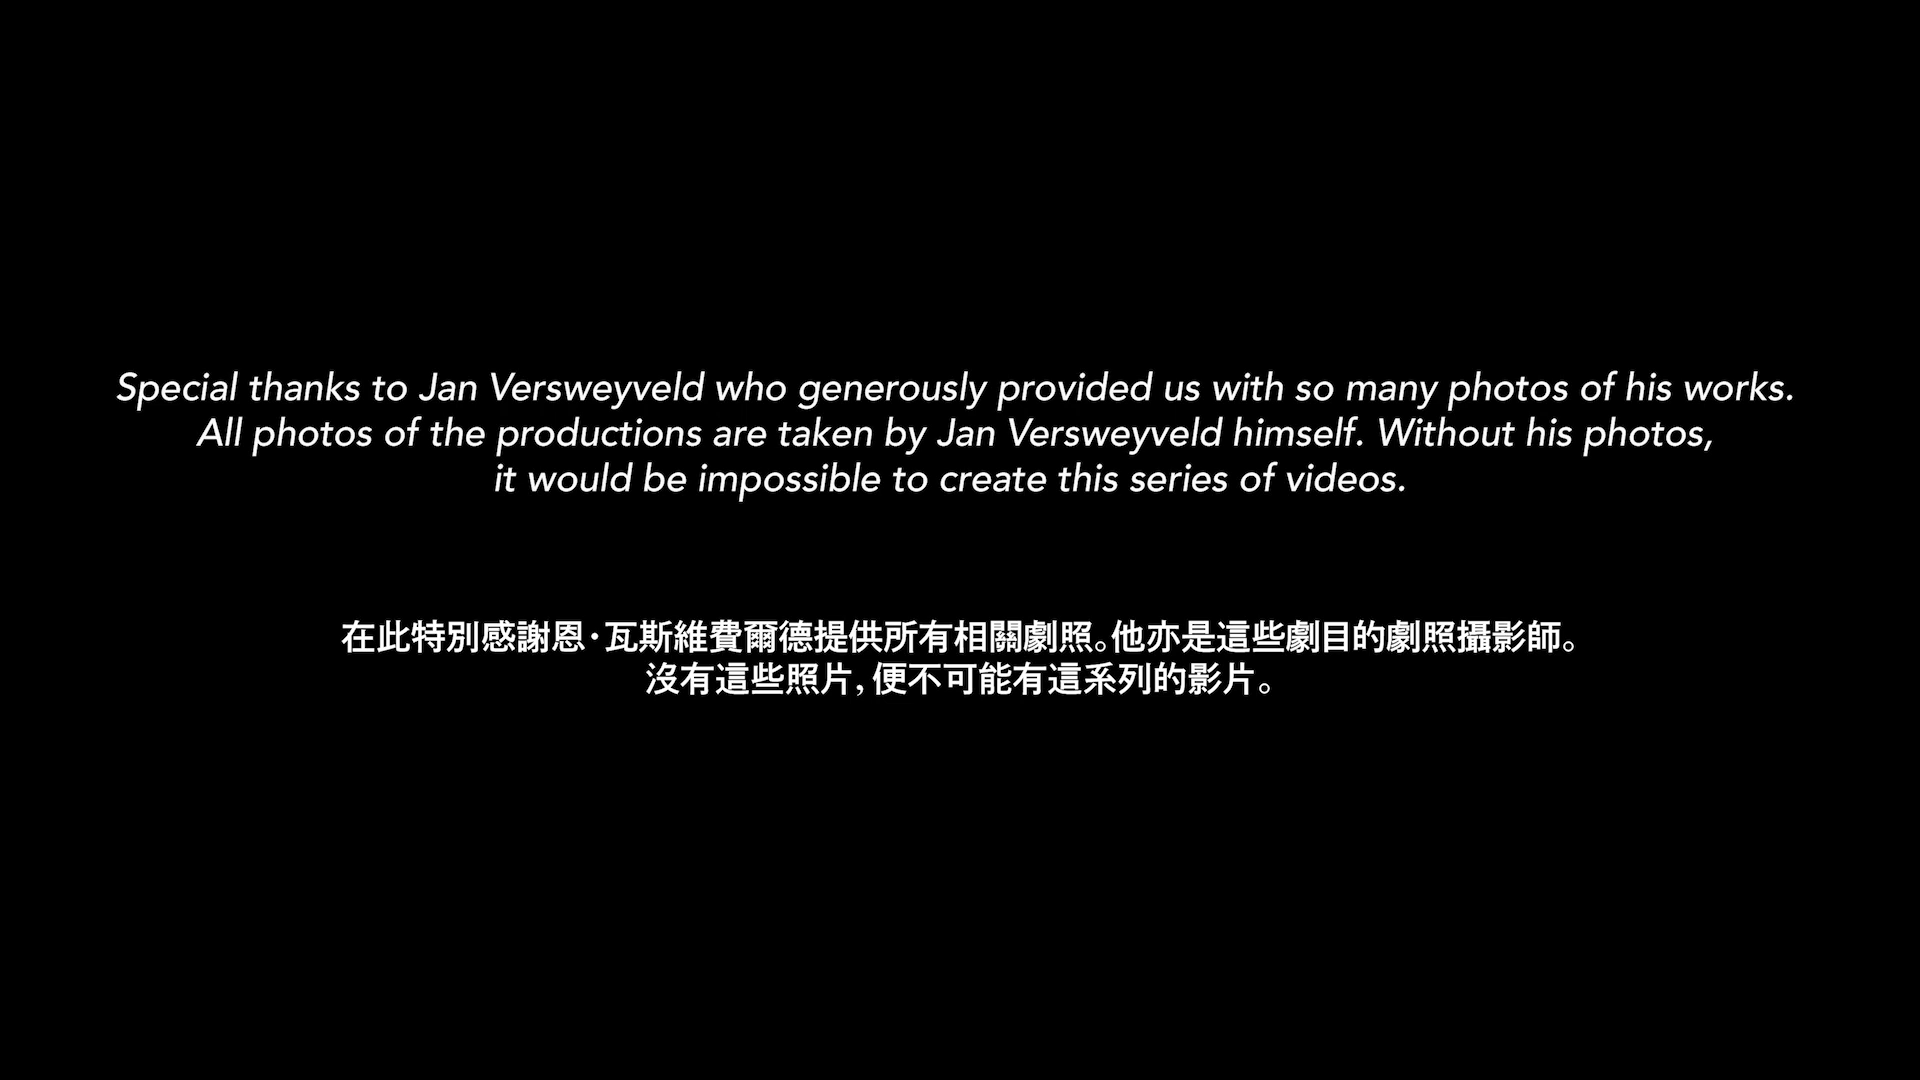 Special thanks to Jan Versweyveld who generously provided us with so many photos of his works.
All photos of the productions are taken by Jan Versweyveld himself. Without his photos,
it would be impossible to create this series of videos.
在此特別感謝恩·瓦斯維費爾德提供所有相關劇照。他亦是這些劇目的劇照攝影師。
沒有這些照片，便不可能有這系列的影片。